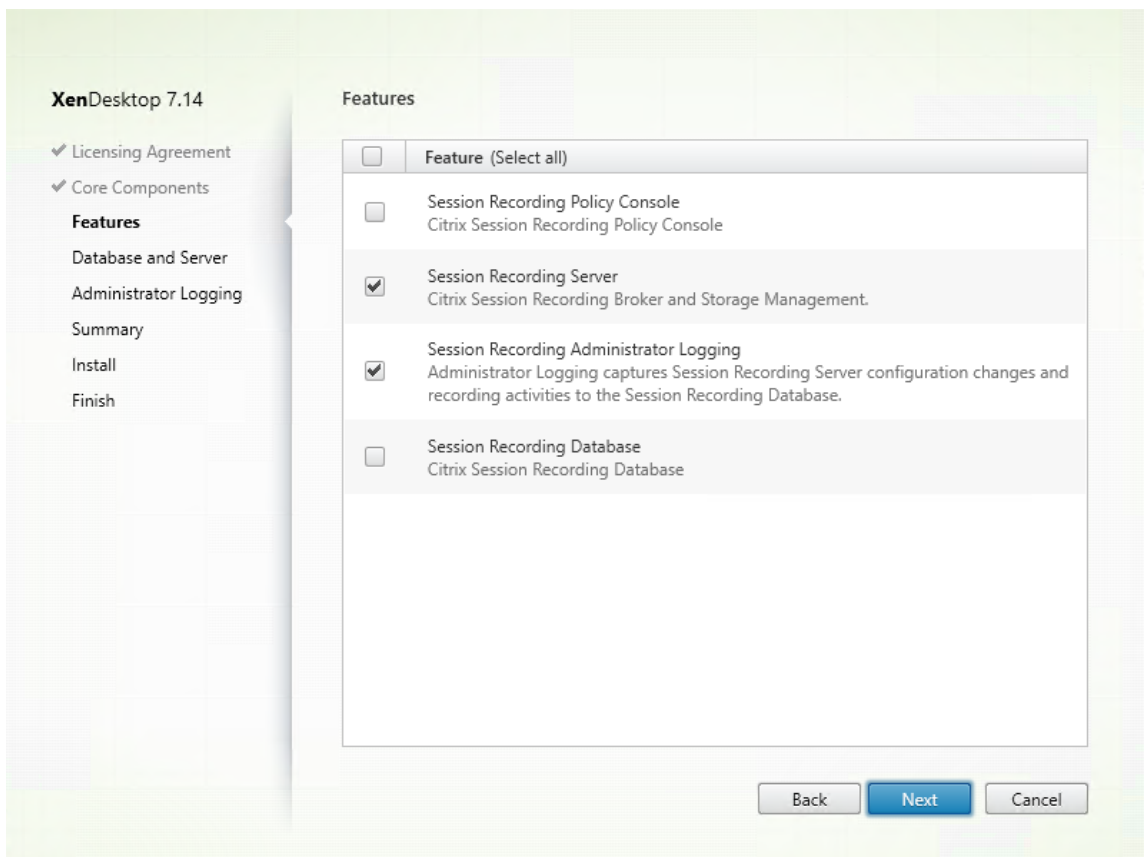 XenDesktop 7.14
Licensing Agreement
Core Components
Features
Database and Server
Administrator Logging
Summary
Install
Finish
Features
Feature (Select all)
Session Recording Policy Console
Citrix Session Recording Policy Console
Session Recording Server
Citrix Session Recording Broker and Storage Management.
Session Recording Administrator Logging
Administrator Logging captures Session Recording Server configuration changes and
recording activities to the Session Recording Database.
Session Recording Database
Citrix Session Recording Database
Back
Next
Cancel